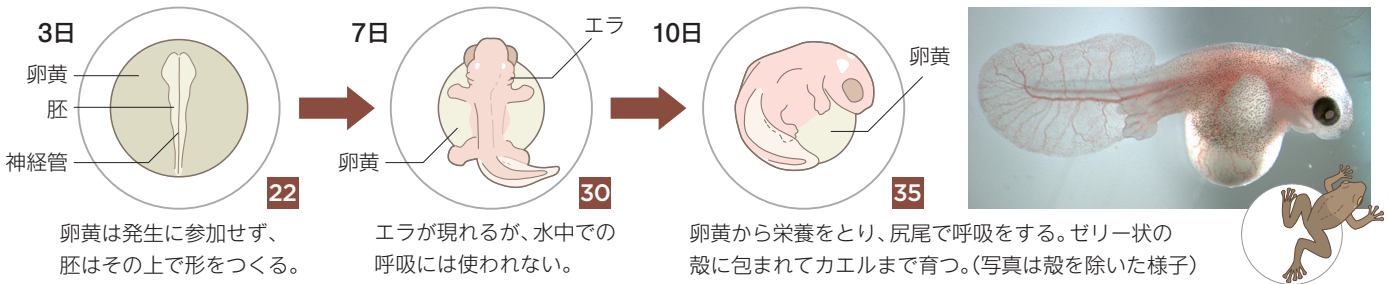 3日
卵黄
胚
神経管
22
卵黄は発生に参加せず、
胚はその上で形をつくる。
7日
エラ
卵黄
30
エラが現れるが、水中での
呼吸には使われない。
10日
卵黄
35
卵黄から栄養をとり、尻尾で呼吸をする。ゼリー状の
殻に包まれてカエルまで育つ。(写真は殻を除いた様子)